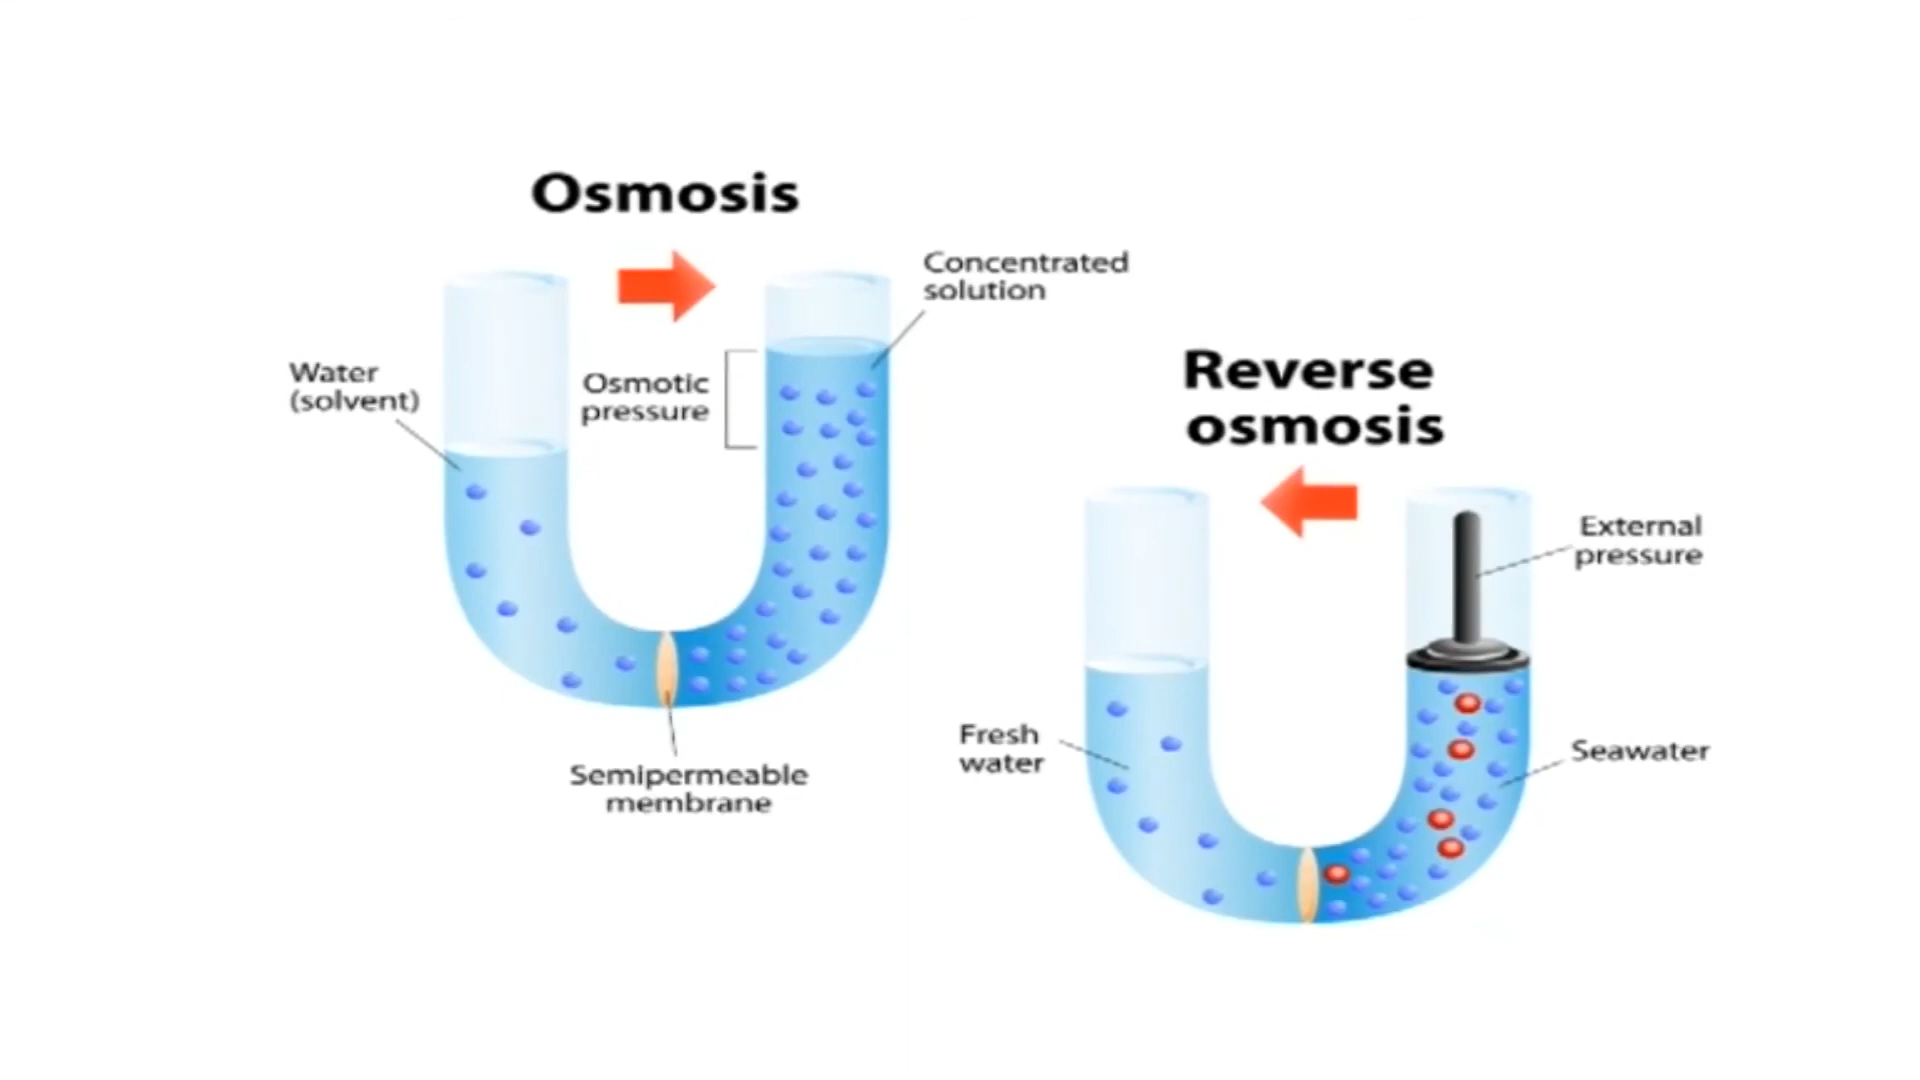 Osmosis
Concentrated
solution
Water
(solvent)
Osmotic
pressure
Semipermeable
membrane
Reverse
osmosis
External
pressure
Fresh
water
Seawater